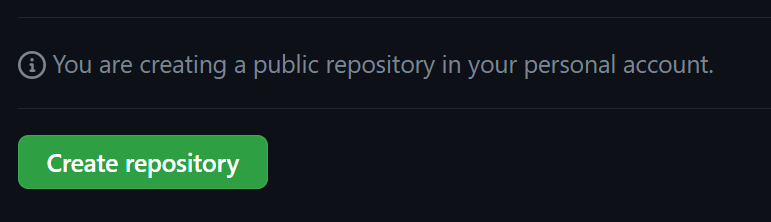 You are creating a public repository in your personal account.
Create repository